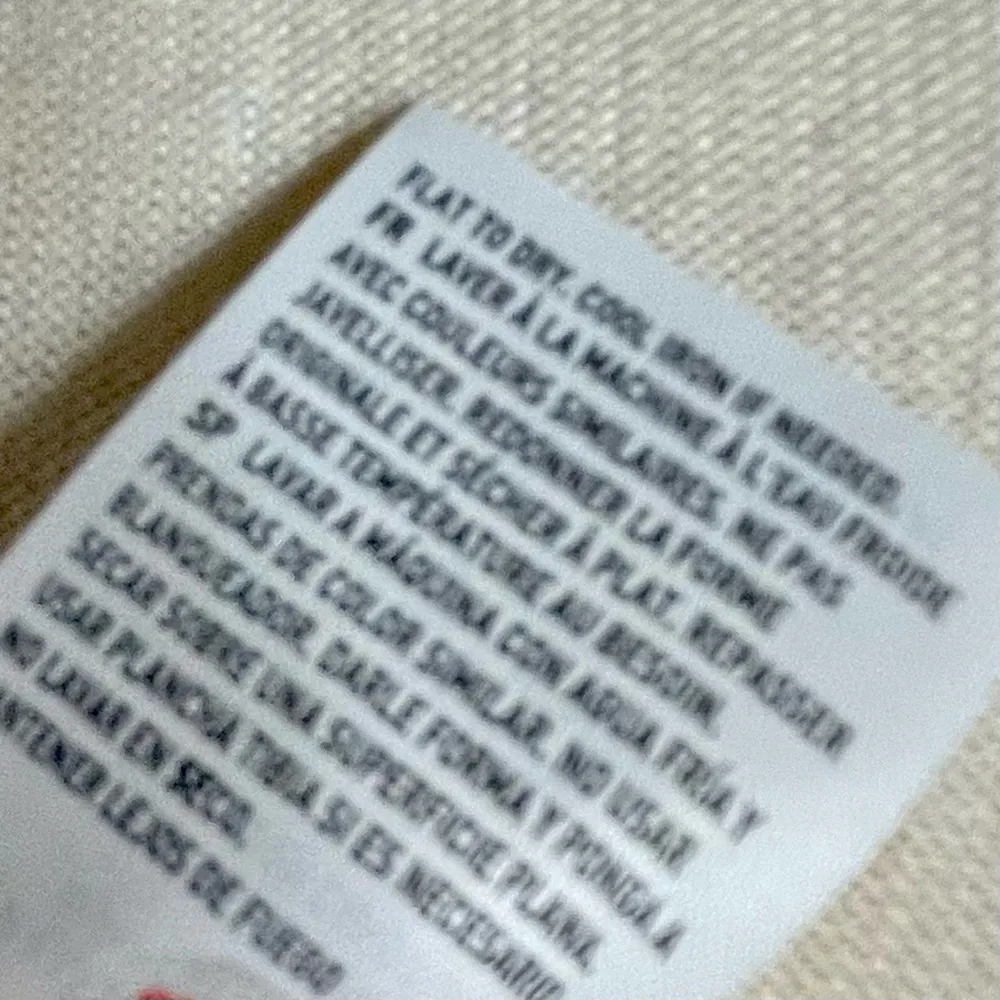 FLAT TO DRY. COOL IRON IF NEEDED.
FR LAVER À LA MACHINE À L'EAU FROIDE
AVEC COULEURS SIMILAIRES. NE PAS
JAVELLISER. REDONNER LA FORME
ORIGINALE ET SÉCHER À PLAT. REPASSER
À BASSE TEMPÉRATURE AU BESOIN.
SP LAVAR A MÁQUINA CON AGUA FRÍA Y
PRENDAS DE COLOR SIMILAR. NO USAR
BLANQUEADOR. DARLE FORMA Y PONGA A
SECAR SOBRE UNA SUPERFICIE PLANA.
USAR PLANCHA TIBIA SI ES NECESARIO
NO LAVAR EN SECO.
LEJOS DE FUEGO